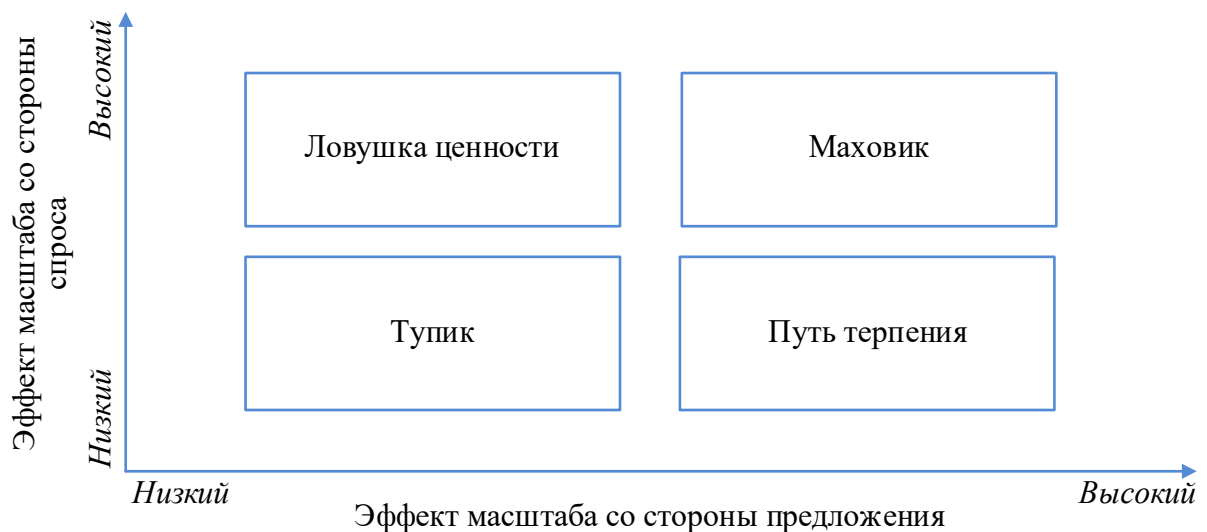 Эффект масштаба со стороны
спроса
Высокий
Низкий
Ловушка ценности
Маховик
Тупик
Путь терпения
Низкий
Высокий
Эффект масштаба со стороны предложения